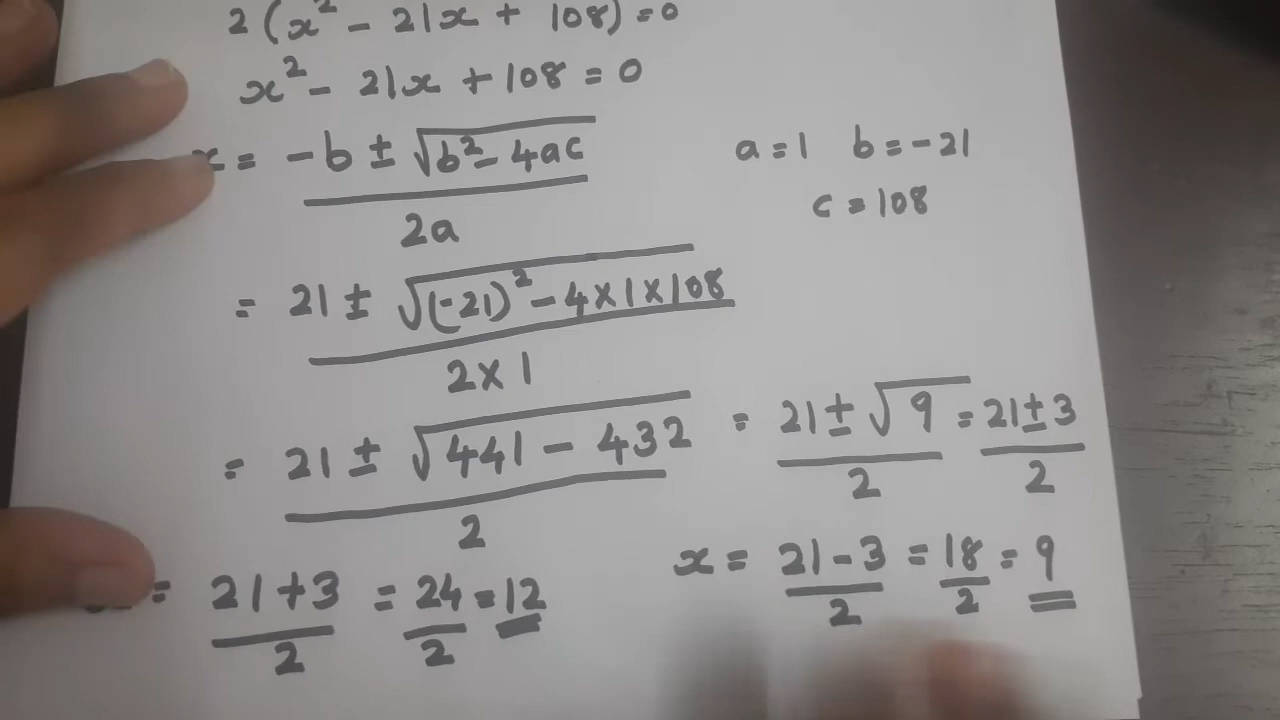 2(x² - 21x + 108) = 0
x² - 21x + 108 = 0
x = (-b ± √(b² - 4ac))/2a
a = 1 b = -21
c = 108
= (21 ± √((-21)² - 4×1×108))/(2×1)
= (21 ± √(441 - 432))/2 = (21 ± √9)/2 = (21 ± 3)/2
= (21+3)/2 = 24/2 = 12
x = (21-3)/2 = 18/2 = 9